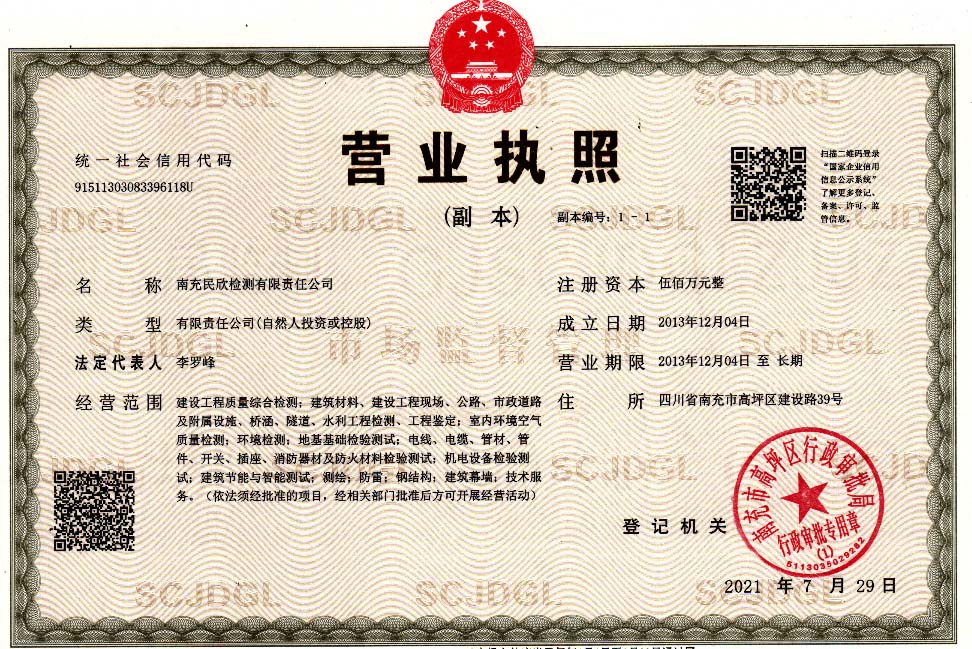 营业执照
(副 本)
副本编号：1 - 1
统一社会信用代码
91511303083396118U
扫描二维码登录
“国家企业信用
信息公示系统”
了解更多登记、
备案、许可、监
管信息。
名 称 南充民欣检测有限责任公司
类 型 有限责任公司(自然人投资或控股)
法定代表人 李罗峰
经营范围 建设工程质量综合检测；建筑材料、建设工程现场、公路、市政道路
及附属设施、桥涵、隧道、水利工程检测、工程鉴定；室内环境空气
质量检测；环境检测；地基基础检验测试；电线、电缆、管材、管
件、开关、插座、消防器材及防火材料检验测试；机电设备检验测
试；建筑节能与智能测试；测绘；防雷；钢结构；建筑幕墙；技术服
务。（依法须经批准的项目，经相关部门批准后方可开展经营活动）
注册资本 伍佰万元整
成立日期 2013年12月04日
营业期限 2013年12月04日 至 长期
住 所 四川省南充市高坪区建设路39号
登记机关
南充市高坪区行政审批局
行政审批专用章
(1)
5113035029282
2021 年 7 月 29 日
SCJDGL
市场监督管理